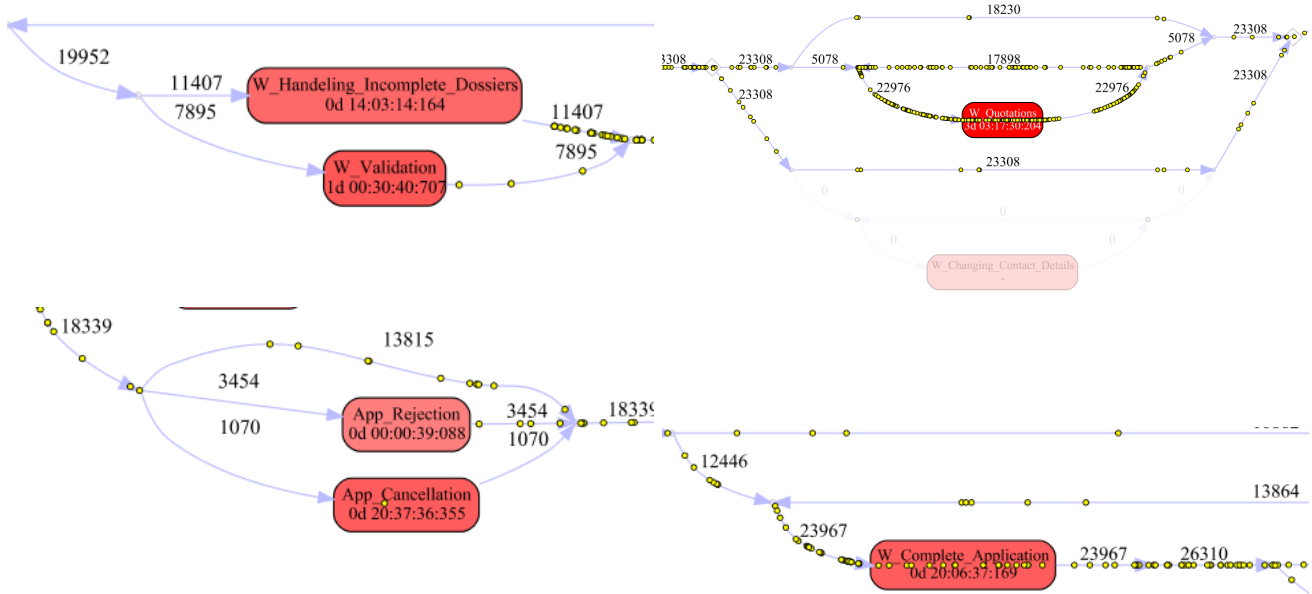 19952
11407
7895
W_Handeling_Incomplete_Dossiers
0d 14:03:14:164
W_Validation
1d 00:30:40:707
11407
7895
18230
3308
23308
5078
17898
5078
23308
23308
23308
22976
22976
W_Quotations
3d 03:17:30:204
23308
0
0
0
0
0
W_Changing_Contact_Details
-
18339
13815
3454
1070
App_Rejection
0d 00:00:39:088
3454
1070
18339
App_Cancellation
0d 20:37:36:355
12446
13864
23967
W_Complete_Application
0d 20:06:37:169
23967
26310